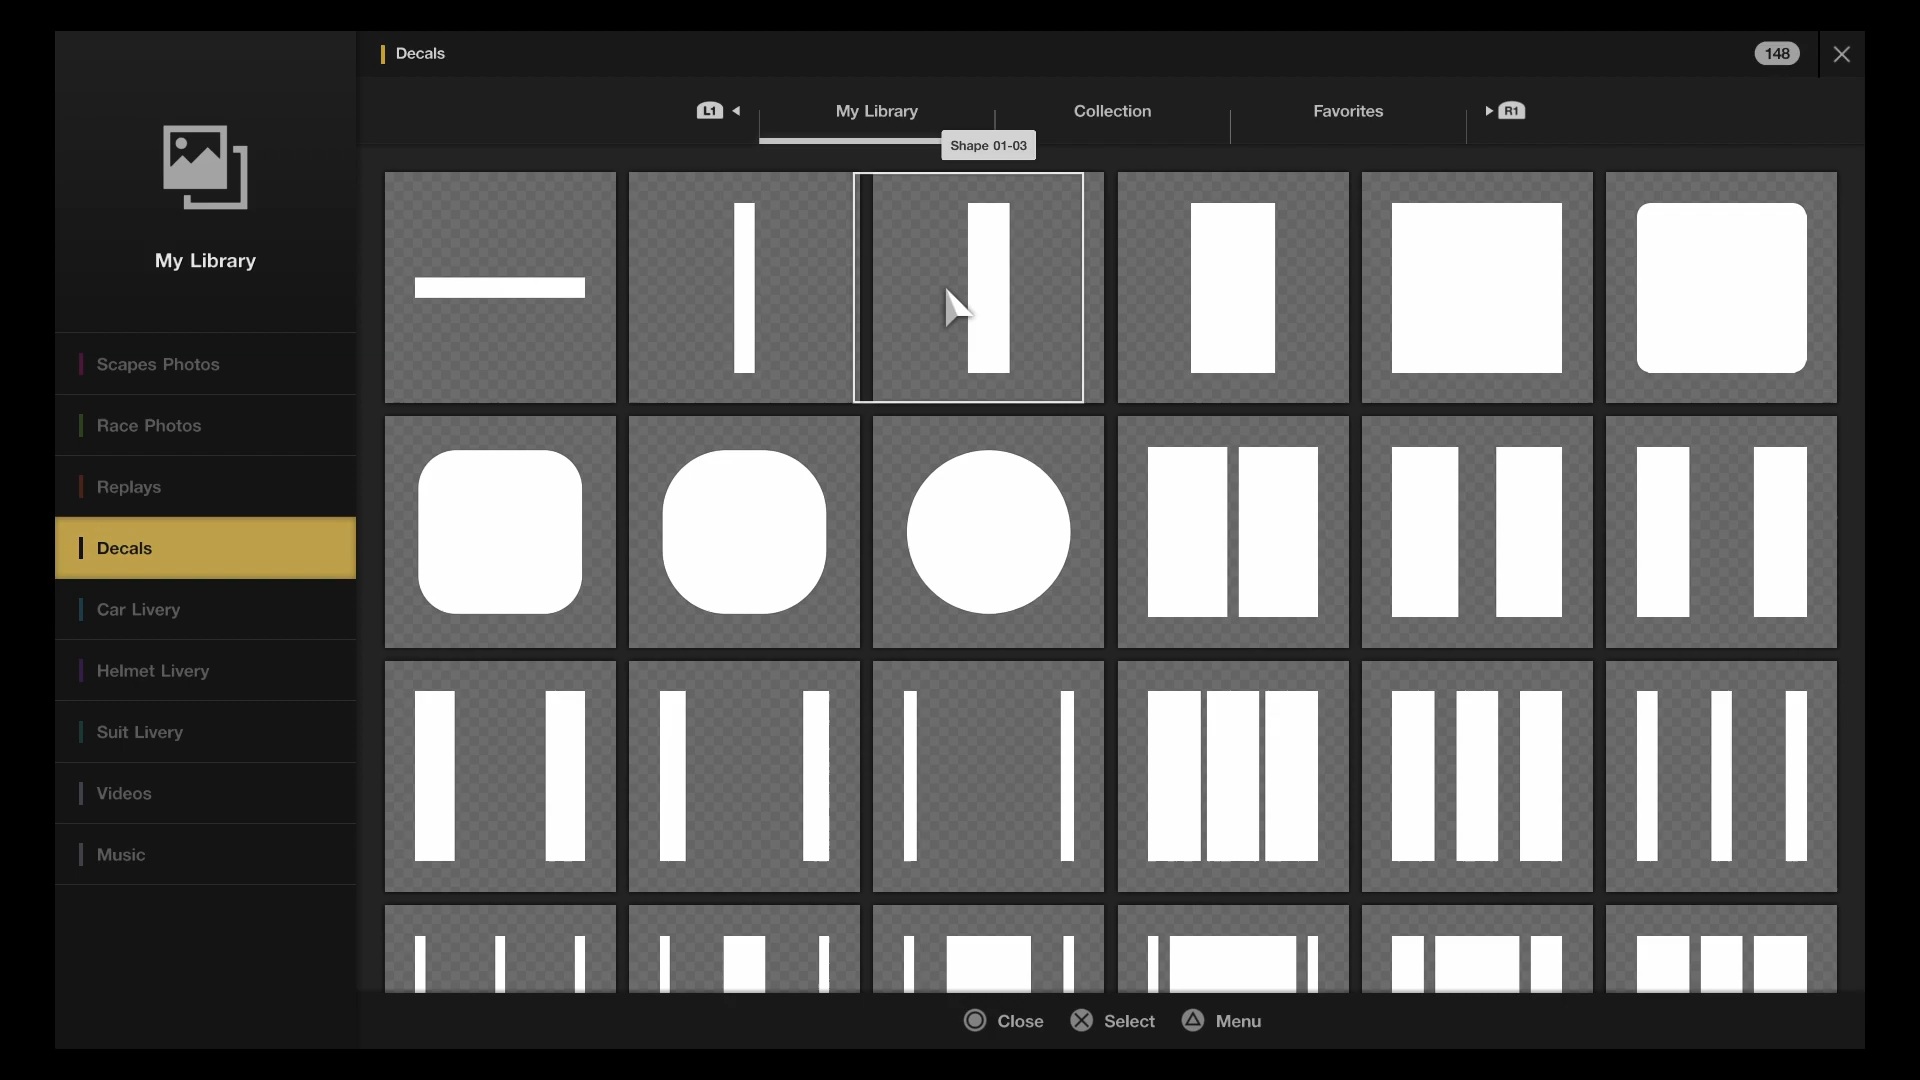 Decals
148
L1
My Library
Collection
Favorites
R1
Shape 01-03
My Library
Scapes Photos
Race Photos
Replays
Decals
Car Livery
Helmet Livery
Suit Livery
Videos
Music
Close
Select
Menu